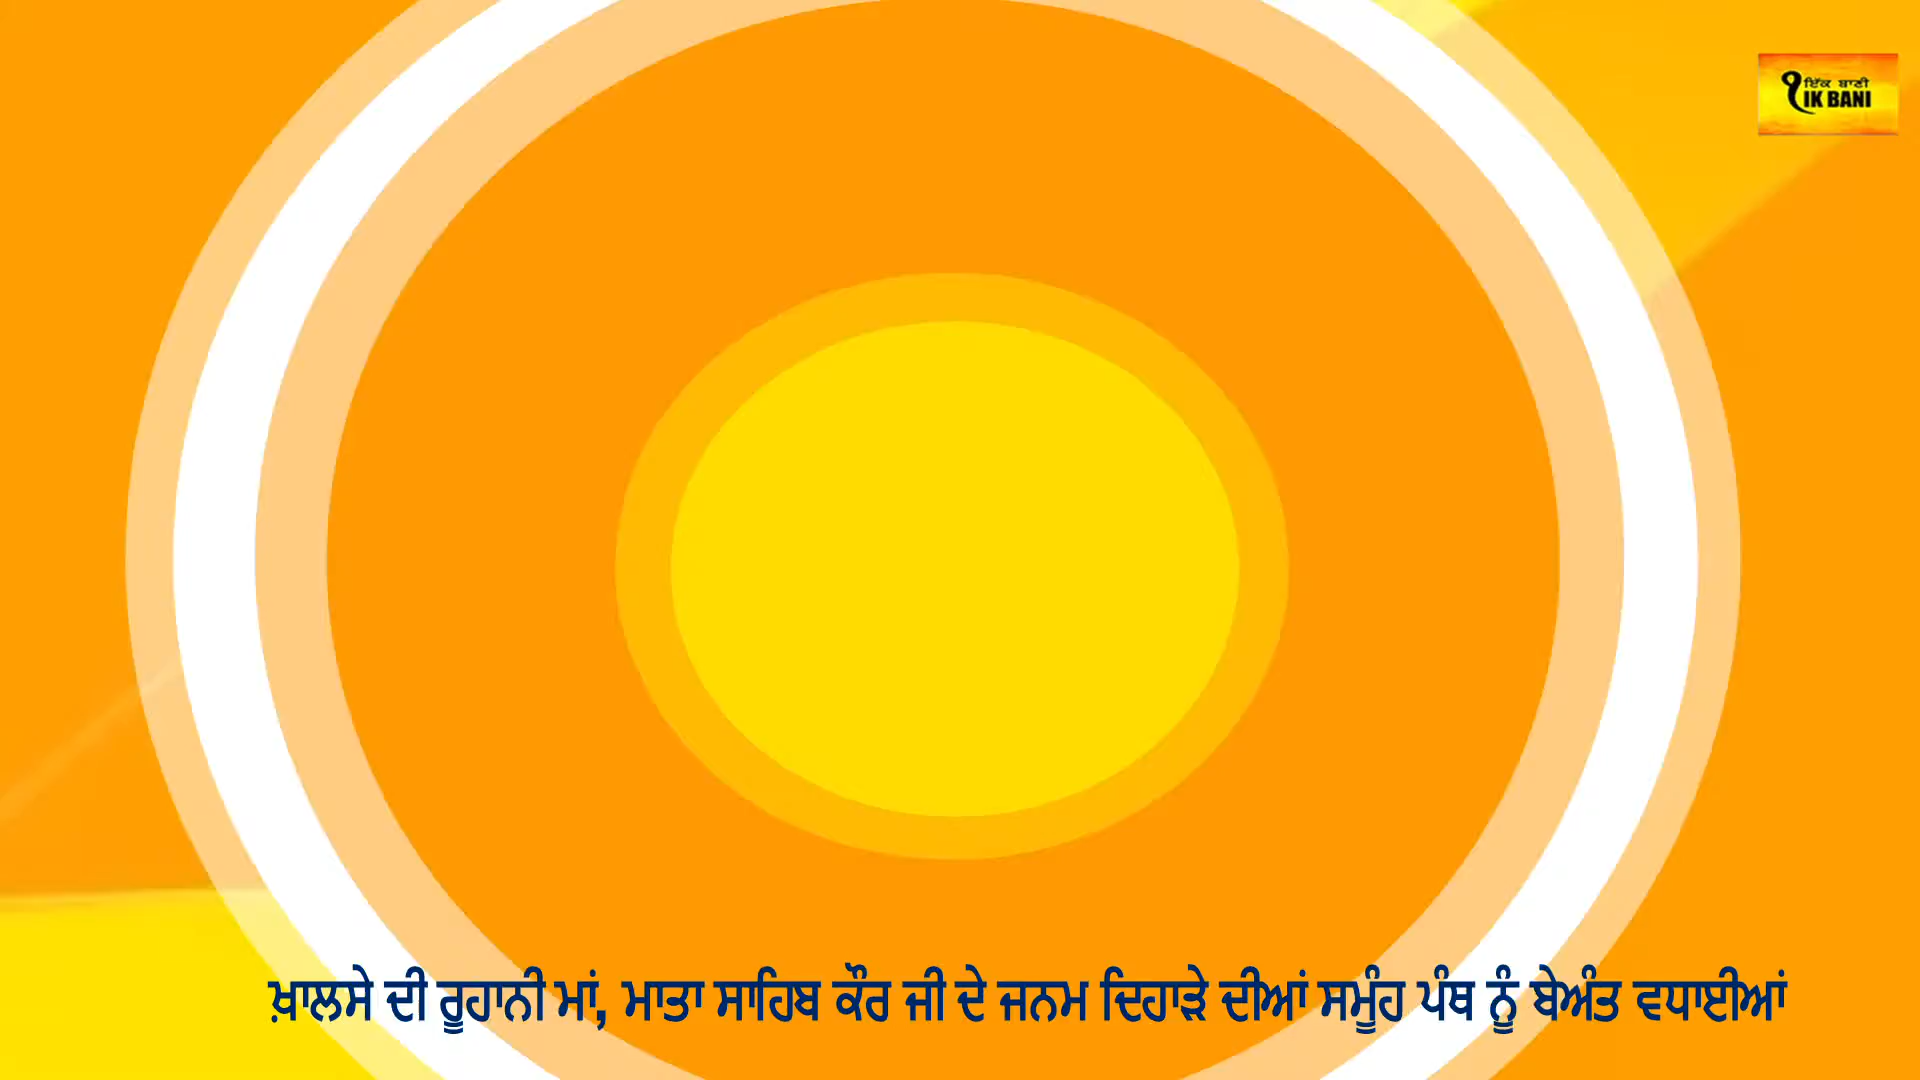 ਇੱਕ ਬਾਣੀ
IK BANI
ਖ਼ਾਲਸੇ ਦੀ ਰੂਹਾਨੀ ਮਾਂ, ਮਾਤਾ ਸਾਹਿਬ ਕੌਰ ਜੀ ਦੇ ਜਨਮ ਦਿਹਾੜੇ ਦੀਆਂ ਸਮੂੰਹ ਪੰਥ ਨੂੰ ਬੇਅੰਤ ਵਧਾਈਆਂ